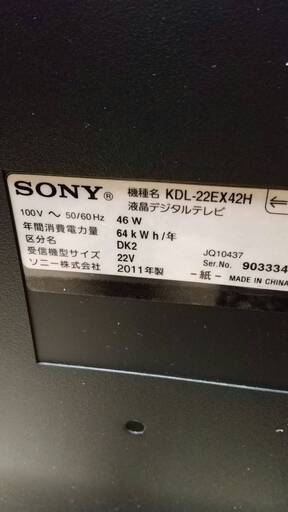 SONY® 機種名 KDL-22EX42H
液晶デジタルテレビ
100V ～ 50/60Hz 46 W
年間消費電力量 64 kWh/年
区分名 DK2
受信機型サイズ 22V
ソニー株式会社 2011年製
JQ10437
Ser.No. 903334
－紙－ MADE IN CHINA